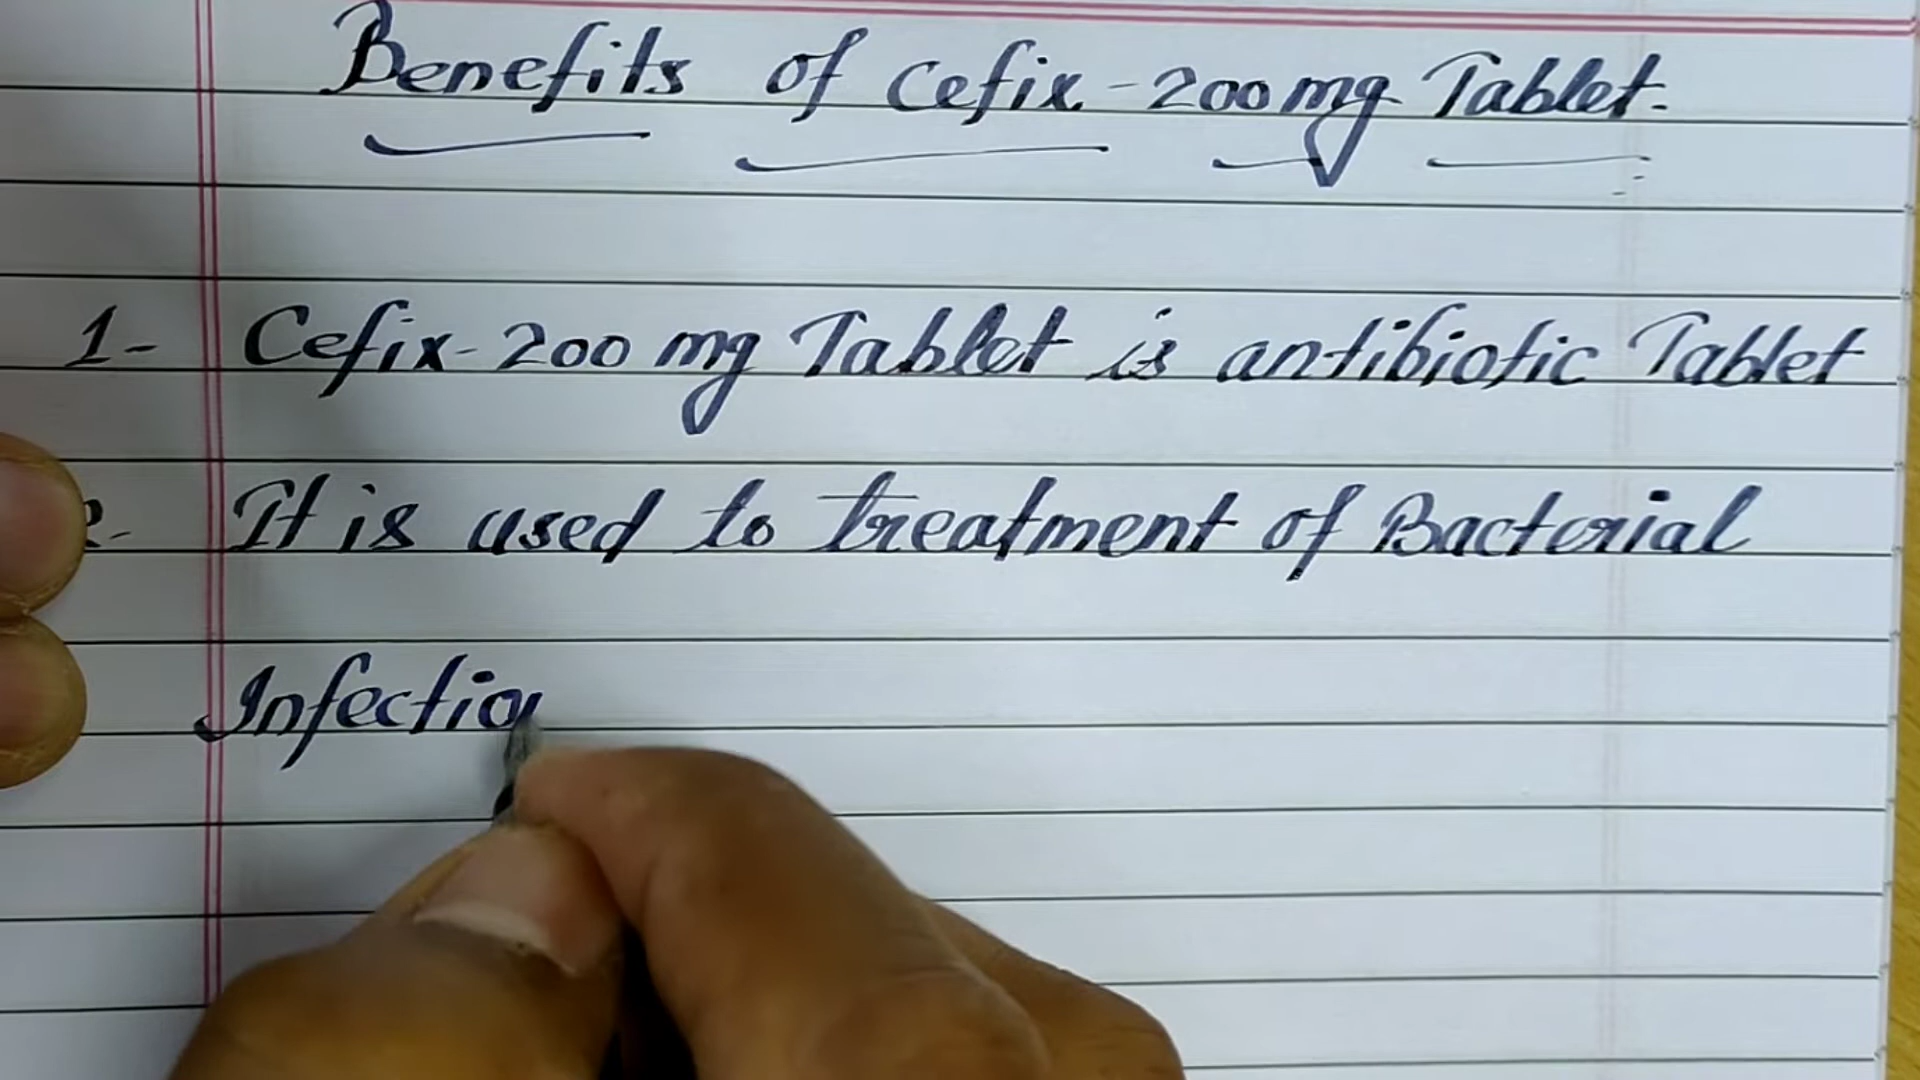 Benefits of Cefix-200mg Tablet.
1- Cefix-200 mg Tablet is antibiotic Tablet
2- It is used to treatment of Bacterial
Infectio